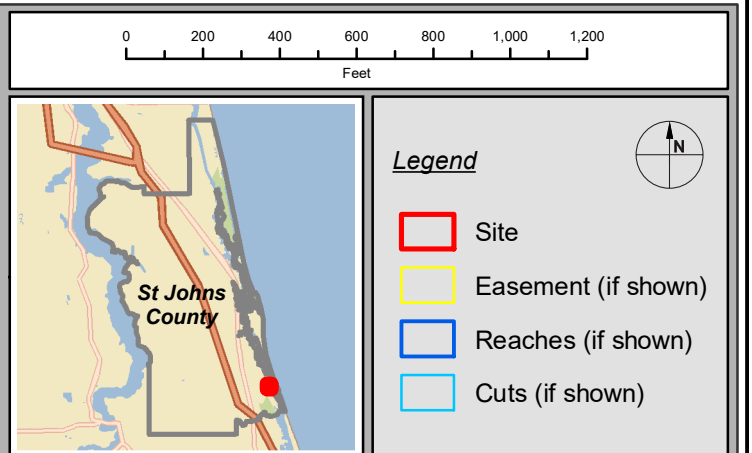 0 200 400 600 800 1,000 1,200
Feet
St Johns
County
Legend
N
Site
Easement (if shown)
Reaches (if shown)
Cuts (if shown)